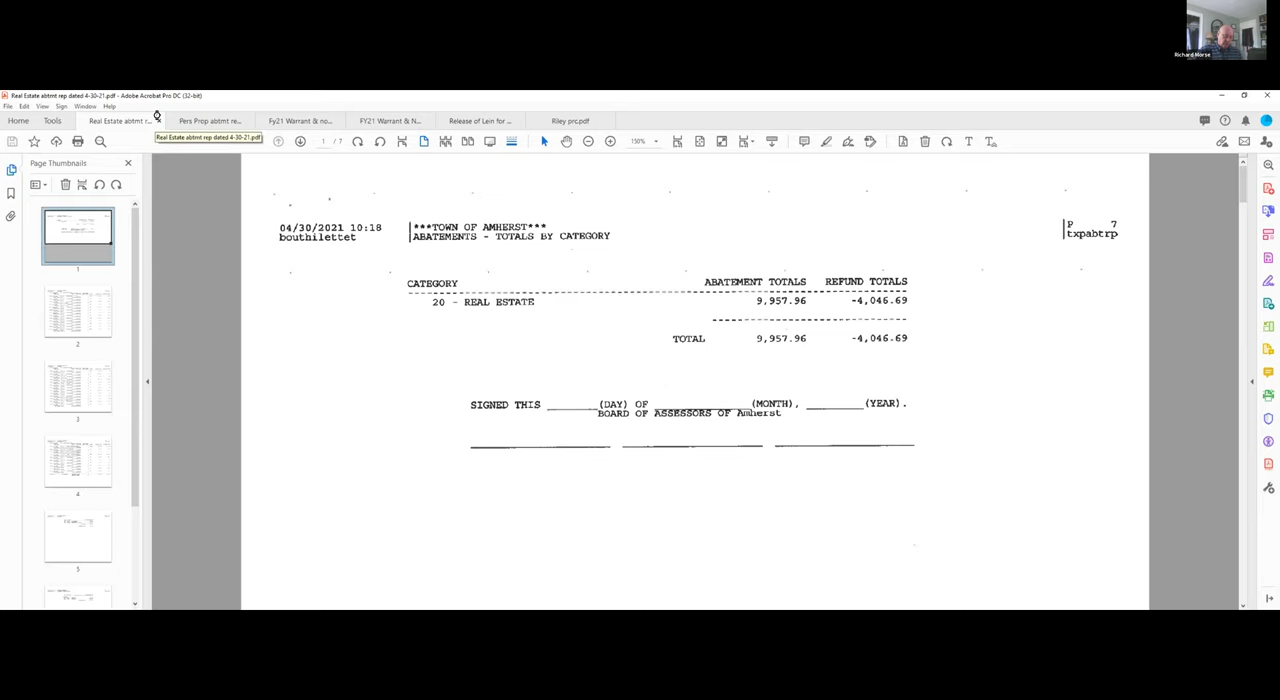 Richard Morse
Real Estate abtmt rep dated 4-30-21.pdf - Adobe Acrobat Pro DC (32-bit)
File Edit View Sign Window Help
Home Tools Real Estate abtmt r... Pers Prop abtmt re... Fy21 Warrant & no... FY21 Warrant & N... Release of Lein for ... Riley prc.pdf
Real Estate abtmt rep dated 4-30-21.pdf
1 / 7 150%
Page Thumbnails
1
2
3
4
5
04/30/2021 10:18 ***TOWN OF AMHERST*** P 7
bouthilettet ABATEMENTS - TOTALS BY CATEGORY txpabtrp
CATEGORY ABATEMENT TOTALS REFUND TOTALS
20 - REAL ESTATE 9,957.96 -4,046.69
TOTAL 9,957.96 -4,046.69
SIGNED THIS ______(DAY) OF ____________(MONTH), _______(YEAR).
BOARD OF ASSESSORS OF Amherst